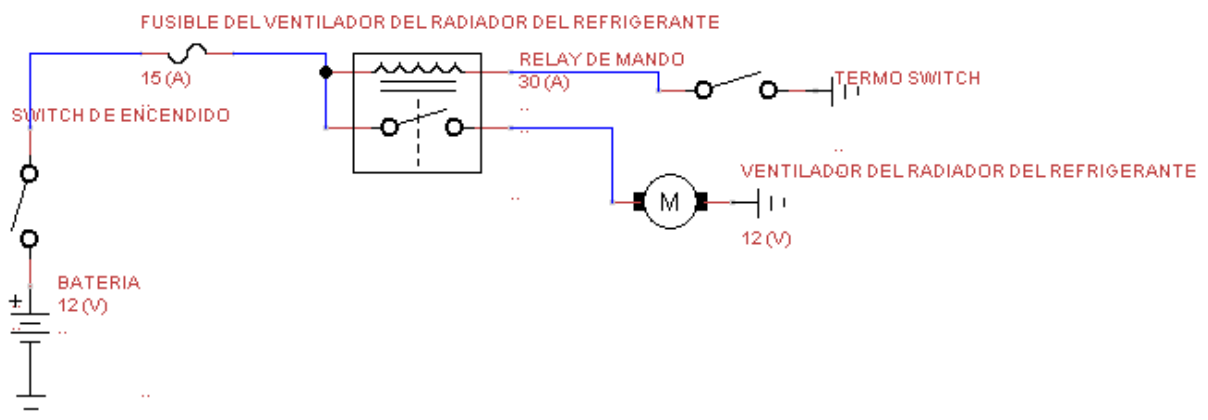 FUSIBLE DEL VENTILADOR DEL RADIADOR DEL REFRIGERANTE
15 (A)
RELAY DE MANDO
30 (A)
TERMO SWITCH
SWITCH DE ENCENDIDO
VENTILADOR DEL RADIADOR DEL REFRIGERANTE
M
12 (V)
BATERIA
+
12 (V)